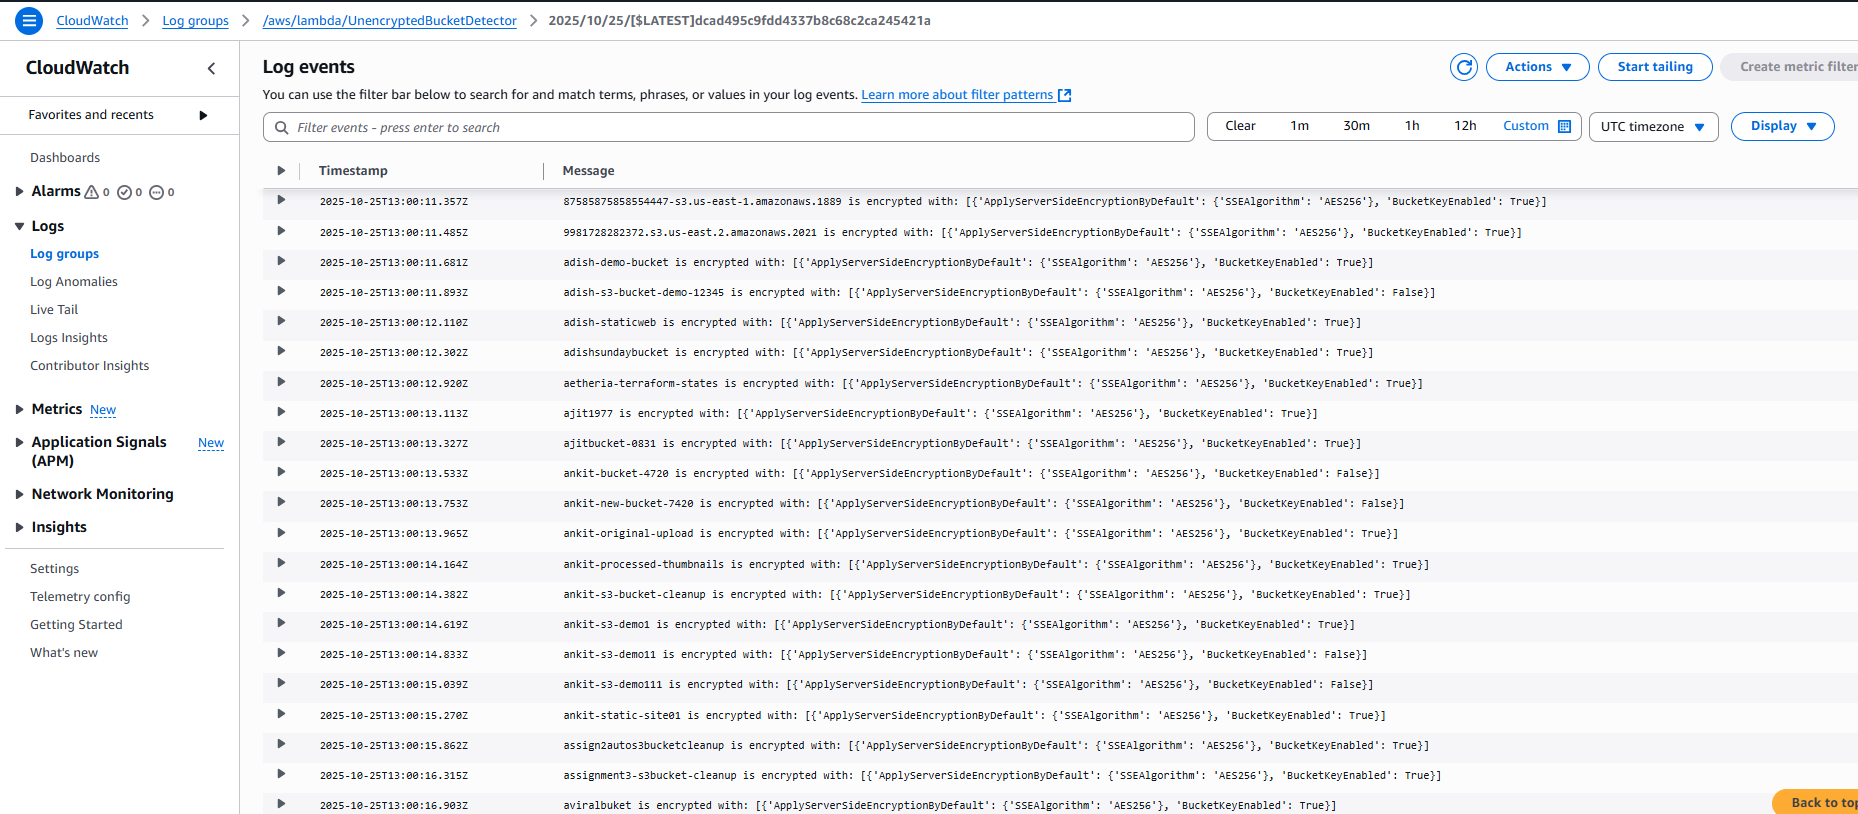 CloudWatch > Log groups > /aws/lambda/UnencryptedBucketDetector > 2025/10/25/[$LATEST]dcad495c9fdd4337b8c68c2ca245421a
CloudWatch
Favorites and recents
Dashboards
Alarms 0 0 0
Logs
Log groups
Log Anomalies
Live Tail
Logs Insights
Contributor Insights
Metrics New
Application Signals (APM) New
Network Monitoring
Insights
Settings
Telemetry config
Getting Started
What's new
Log events
Actions
Start tailing
Create metric filter
You can use the filter bar below to search for and match terms, phrases, or values in your log events. Learn more about filter patterns
Filter events - press enter to search
Clear 1m 30m 1h 12h Custom
UTC timezone
Display
Timestamp Message
2025-10-25T13:00:11.357Z 87585875858554447-s3.us-east-1.amazonaws.1889 is encrypted with: [{'ApplyServerSideEncryptionByDefault': {'SSEAlgorithm': 'AES256'}, 'BucketKeyEnabled': True}]
2025-10-25T13:00:11.485Z 9981728282372.s3.us-east.2.amazonaws.2021 is encrypted with: [{'ApplyServerSideEncryptionByDefault': {'SSEAlgorithm': 'AES256'}, 'BucketKeyEnabled': True}]
2025-10-25T13:00:11.681Z adish-demo-bucket is encrypted with: [{'ApplyServerSideEncryptionByDefault': {'SSEAlgorithm': 'AES256'}, 'BucketKeyEnabled': True}]
2025-10-25T13:00:11.893Z adish-s3-bucket-demo-12345 is encrypted with: [{'ApplyServerSideEncryptionByDefault': {'SSEAlgorithm': 'AES256'}, 'BucketKeyEnabled': False}]
2025-10-25T13:00:12.110Z adish-staticweb is encrypted with: [{'ApplyServerSideEncryptionByDefault': {'SSEAlgorithm': 'AES256'}, 'BucketKeyEnabled': True}]
2025-10-25T13:00:12.302Z adishsundaybucket is encrypted with: [{'ApplyServerSideEncryptionByDefault': {'SSEAlgorithm': 'AES256'}, 'BucketKeyEnabled': True}]
2025-10-25T13:00:12.920Z aetheria-terraform-states is encrypted with: [{'ApplyServerSideEncryptionByDefault': {'SSEAlgorithm': 'AES256'}, 'BucketKeyEnabled': True}]
2025-10-25T13:00:13.113Z ajit1977 is encrypted with: [{'ApplyServerSideEncryptionByDefault': {'SSEAlgorithm': 'AES256'}, 'BucketKeyEnabled': True}]
2025-10-25T13:00:13.327Z ajitbucket-0831 is encrypted with: [{'ApplyServerSideEncryptionByDefault': {'SSEAlgorithm': 'AES256'}, 'BucketKeyEnabled': True}]
2025-10-25T13:00:13.533Z ankit-bucket-4720 is encrypted with: [{'ApplyServerSideEncryptionByDefault': {'SSEAlgorithm': 'AES256'}, 'BucketKeyEnabled': False}]
2025-10-25T13:00:13.753Z ankit-new-bucket-7420 is encrypted with: [{'ApplyServerSideEncryptionByDefault': {'SSEAlgorithm': 'AES256'}, 'BucketKeyEnabled': False}]
2025-10-25T13:00:13.965Z ankit-original-upload is encrypted with: [{'ApplyServerSideEncryptionByDefault': {'SSEAlgorithm': 'AES256'}, 'BucketKeyEnabled': True}]
2025-10-25T13:00:14.164Z ankit-processed-thumbnails is encrypted with: [{'ApplyServerSideEncryptionByDefault': {'SSEAlgorithm': 'AES256'}, 'BucketKeyEnabled': True}]
2025-10-25T13:00:14.382Z ankit-s3-bucket-cleanup is encrypted with: [{'ApplyServerSideEncryptionByDefault': {'SSEAlgorithm': 'AES256'}, 'BucketKeyEnabled': True}]
2025-10-25T13:00:14.619Z ankit-s3-demo1 is encrypted with: [{'ApplyServerSideEncryptionByDefault': {'SSEAlgorithm': 'AES256'}, 'BucketKeyEnabled': True}]
2025-10-25T13:00:14.833Z ankit-s3-demo11 is encrypted with: [{'ApplyServerSideEncryptionByDefault': {'SSEAlgorithm': 'AES256'}, 'BucketKeyEnabled': False}]
2025-10-25T13:00:15.039Z ankit-s3-demo111 is encrypted with: [{'ApplyServerSideEncryptionByDefault': {'SSEAlgorithm': 'AES256'}, 'BucketKeyEnabled': False}]
2025-10-25T13:00:15.270Z ankit-static-site01 is encrypted with: [{'ApplyServerSideEncryptionByDefault': {'SSEAlgorithm': 'AES256'}, 'BucketKeyEnabled': True}]
2025-10-25T13:00:15.862Z assign2autos3bucketcleanup is encrypted with: [{'ApplyServerSideEncryptionByDefault': {'SSEAlgorithm': 'AES256'}, 'BucketKeyEnabled': True}]
2025-10-25T13:00:16.315Z assignment3-s3bucket-cleanup is encrypted with: [{'ApplyServerSideEncryptionByDefault': {'SSEAlgorithm': 'AES256'}, 'BucketKeyEnabled': True}]
2025-10-25T13:00:16.903Z aviralbuket is encrypted with: [{'ApplyServerSideEncryptionByDefault': {'SSEAlgorithm': 'AES256'}, 'BucketKeyEnabled': True}]
Back to top